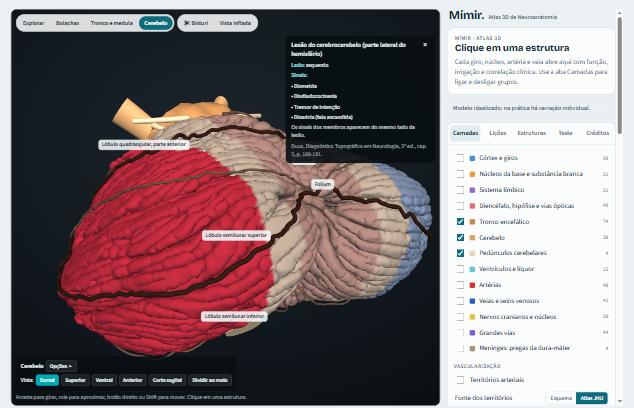 Explorar Bolachas Tronco e medula Cerebelo Bisturi Vista inflada
Lesão do cerebrocerebelo (parte lateral do hemisfério)
×
Lado: esquerdo
Sinais:
• Dismetria
• Disdiadococinesia
• Tremor de intenção
• Disartria (fala escandida)
Os sinais dos membros aparecem do mesmo lado da lesão.
Duus, Diagnóstico Topográfico em Neurologia, 5ª ed., cap. 5, p. 188-191.
Lóbulo quadrangular, parte anterior
Folium
Lóbulo semilunar superior
Lóbulo semilunar inferior
Cerebelo Opções
Vista: Dorsal Superior Ventral Anterior Corte sagital Dividir ao meio
Arraste para girar, role para aproximar, botão direito ou Shift para mover. Clique em uma estrutura.
Mímir. Atlas 3D de Neuroanatomia
MÍMIR · ATLAS 3D
Clique em uma estrutura
Cada giro, núcleo, artéria e veia abre aqui com função, irrigação e correlação clínica. Use a aba Camadas para ligar e desligar grupos.
Modelo idealizado: na prática há variação individual.
Camadas Lições Estruturas Teste Créditos
Córtex e giros
Núcleos da base e substância branca 21
Sistema límbico 21
Diencéfalo, hipófise e vias ópticas
Tronco encefálico 74
Cerebelo
Pedúnculos cerebelares 4
Ventrículos e líquor 15
Artérias
Veias e seios venosos
Nervos cranianos e núcleos
Grandes vias 44
Meninges: pregas da dura-máter 4
VASCULARIZAÇÃO
Territórios arteriais
Fonte dos territórios Esquema Atlas JHU